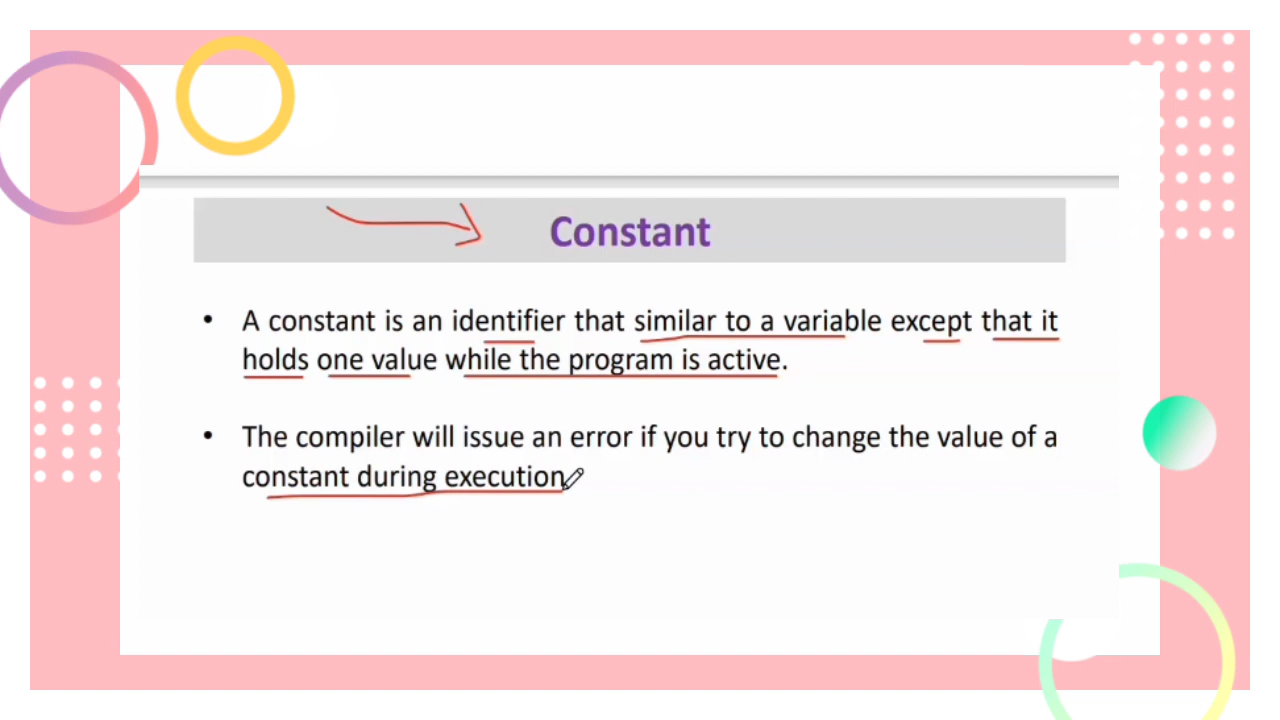 Constant
• A constant is an identifier that similar to a variable except that it
holds one value while the program is active.
• The compiler will issue an error if you try to change the value of a
constant during execution